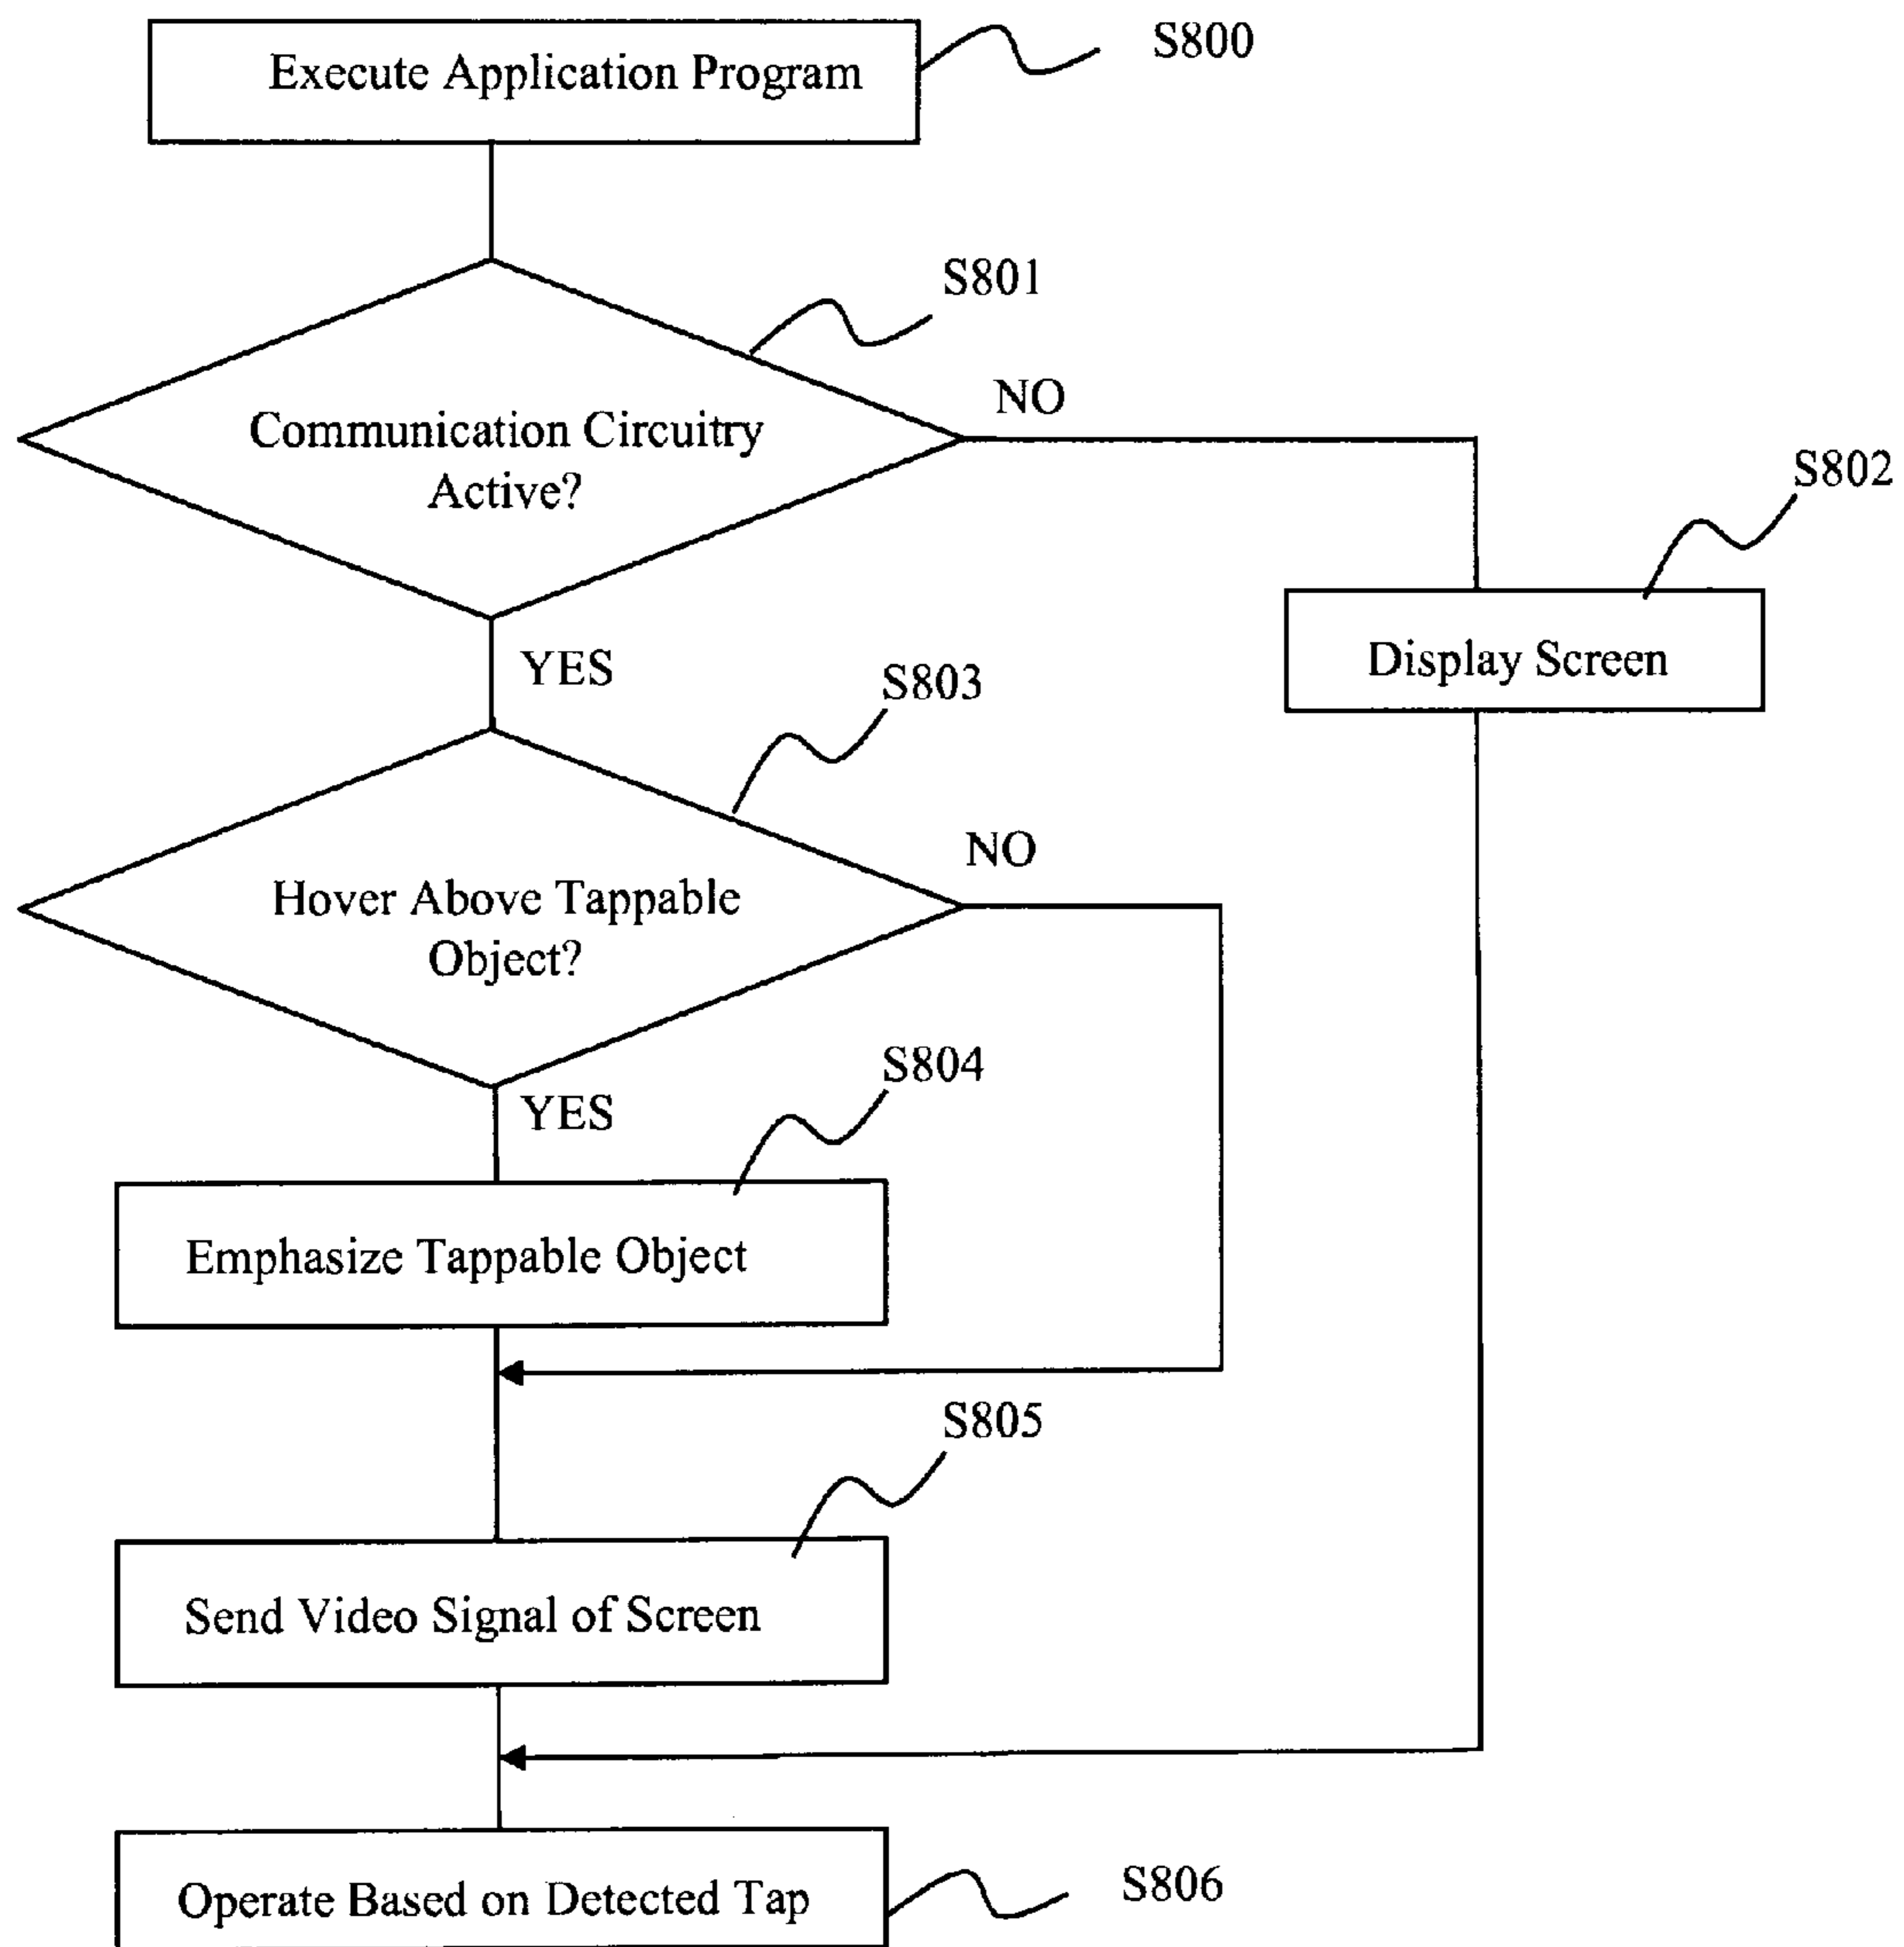 Execute Application Program
S800
S801
Communication Circuitry
Active?
NO
S802
Display Screen
YES
S803
Hover Above Tappable
Object?
NO
YES
S804
Emphasize Tappable Object
S805
Send Video Signal of Screen
Operate Based on Detected Tap
S806